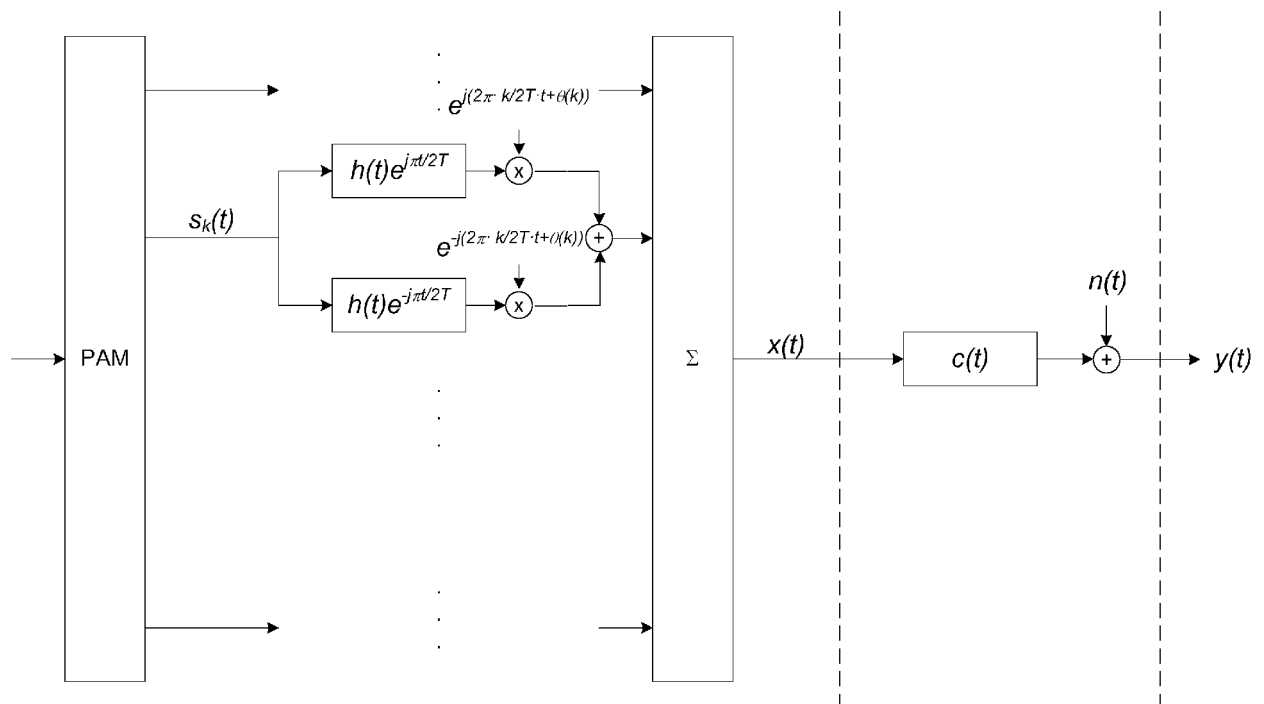 e^{j(2π· k/2T·t+θ(k))}
h(t)e^{jπt/2T}
x
s_k(t)
e^{-j(2π· k/2T·t+θ(k))}
+
h(t)e^{-jπt/2T}
x
n(t)
PAM
Σ
x(t)
c(t)
+
y(t)